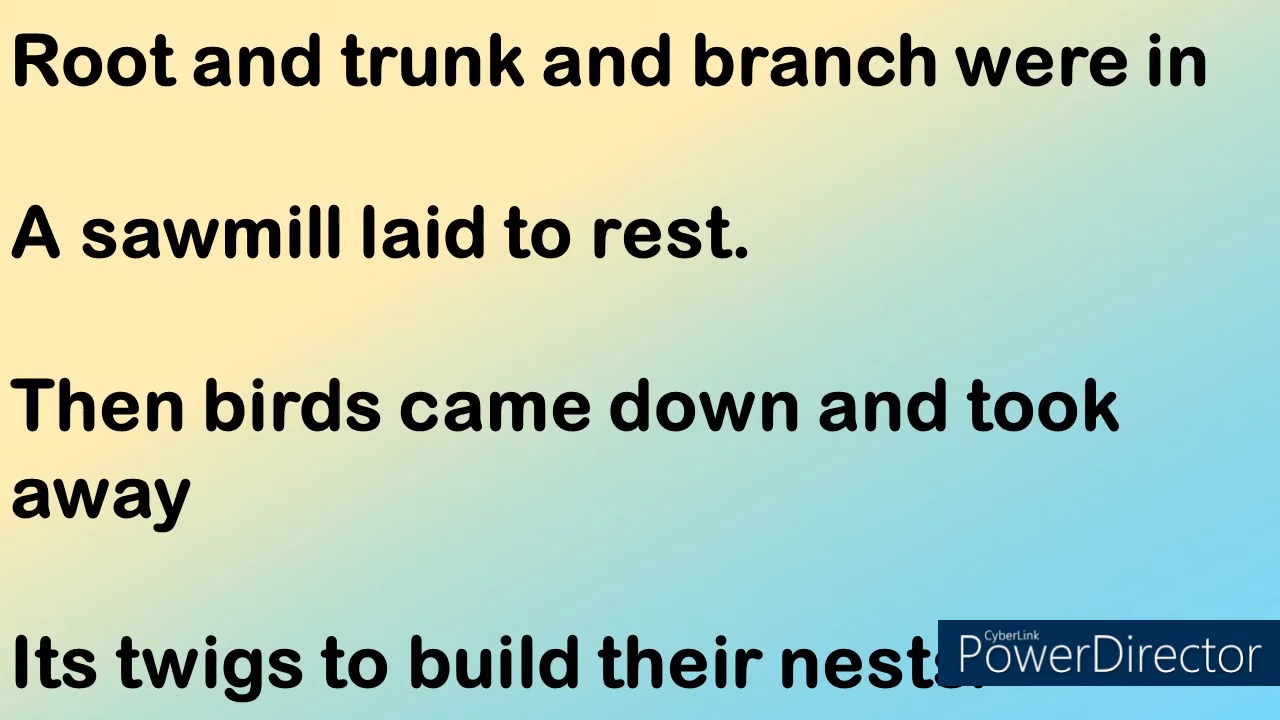 Root and trunk and branch were in
A sawmill laid to rest.
Then birds came down and took
away
Its twigs to build their nests.
CyberLink
PowerDirector